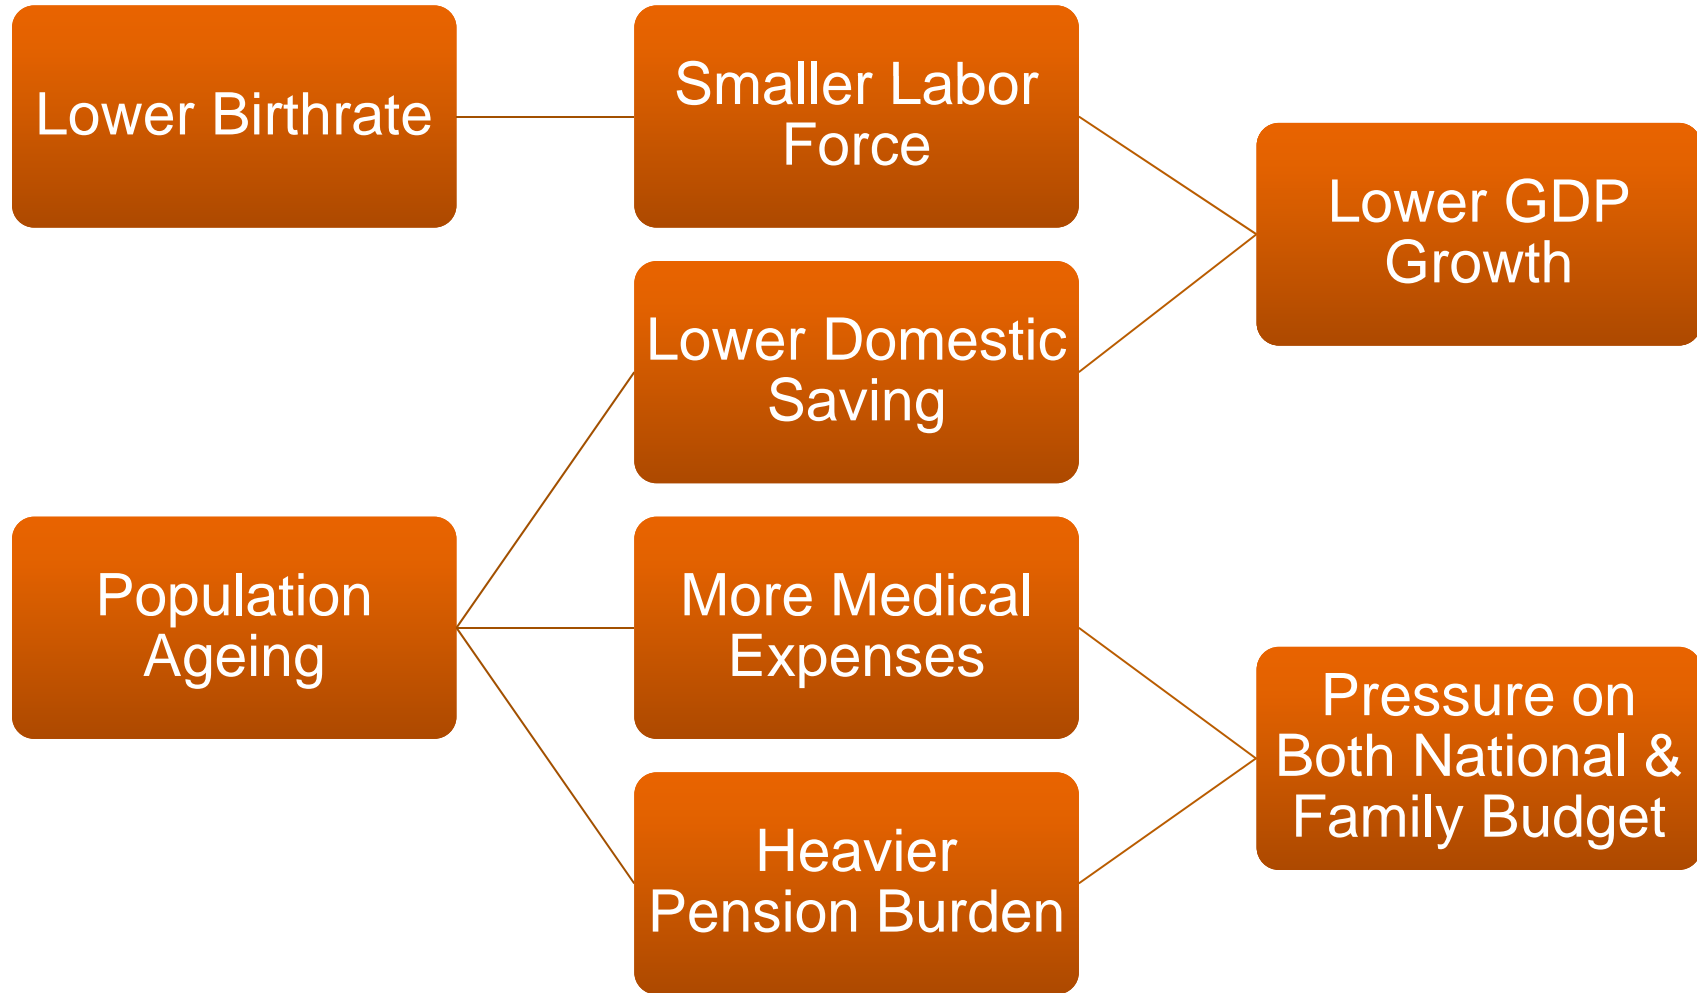 Lower Birthrate
Smaller Labor
Force
Lower GDP
Growth
Lower Domestic
Saving
Population
Ageing
More Medical
Expenses
Pressure on
Both National &
Family Budget
Heavier
Pension Burden